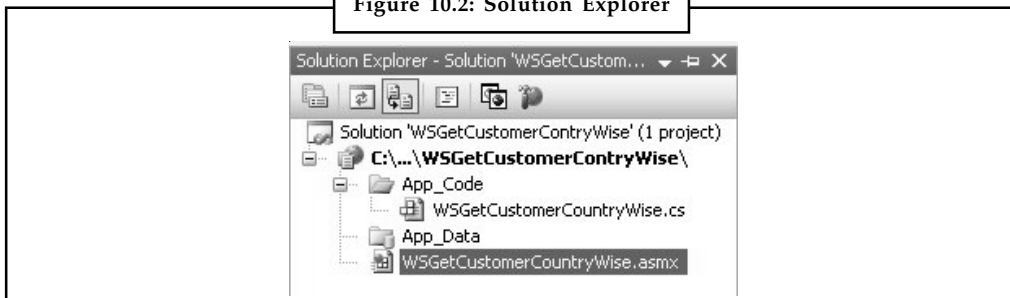 Figure 10.2: Solution Explorer
Solution Explorer - Solution 'WSGetCustom...
Solution 'WSGetCustomerContryWise' (1 project)
C:\...\WSGetCustomerContryWise\
App_Code
WSGetCustomerCountryWise.cs
App_Data
WSGetCustomerCountryWise.asmx